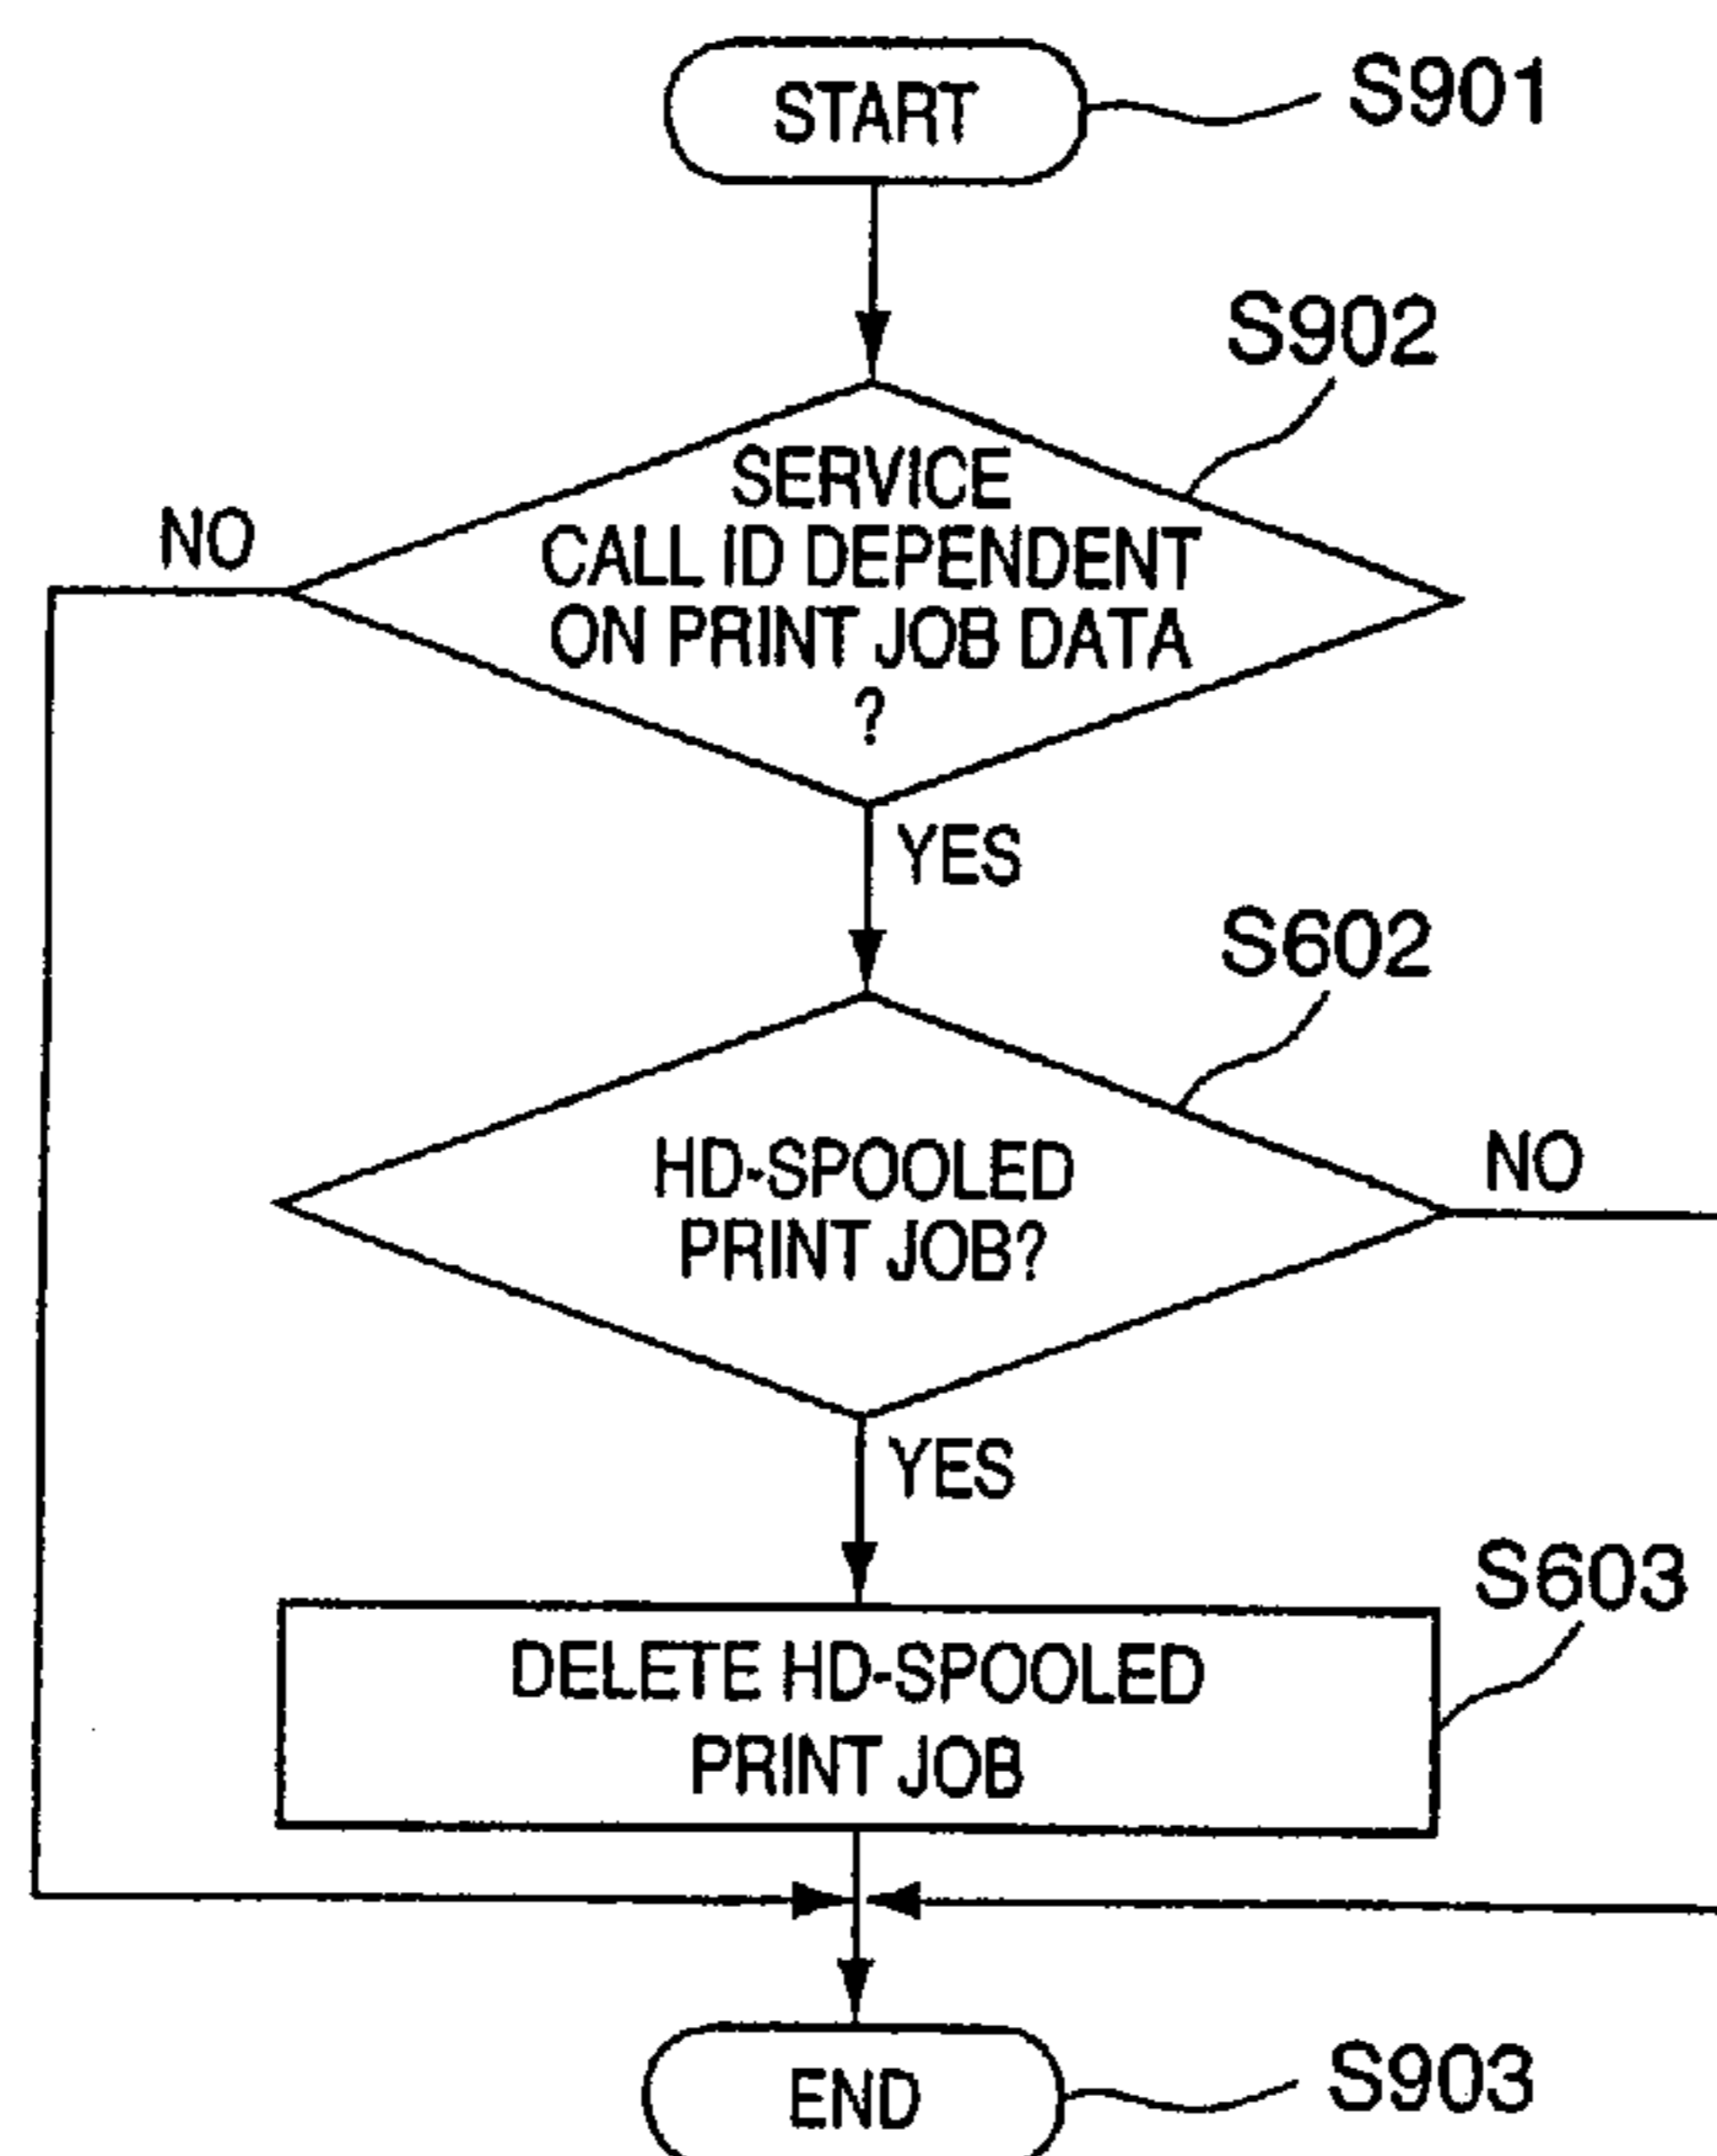 START
S901
S902
SERVICE
CALL ID DEPENDENT
ON PRINT JOB DATA
?
NO
YES
S602
HD-SPOOLED
PRINT JOB?
NO
YES
S603
DELETE HD-SPOOLED
PRINT JOB
END
S903